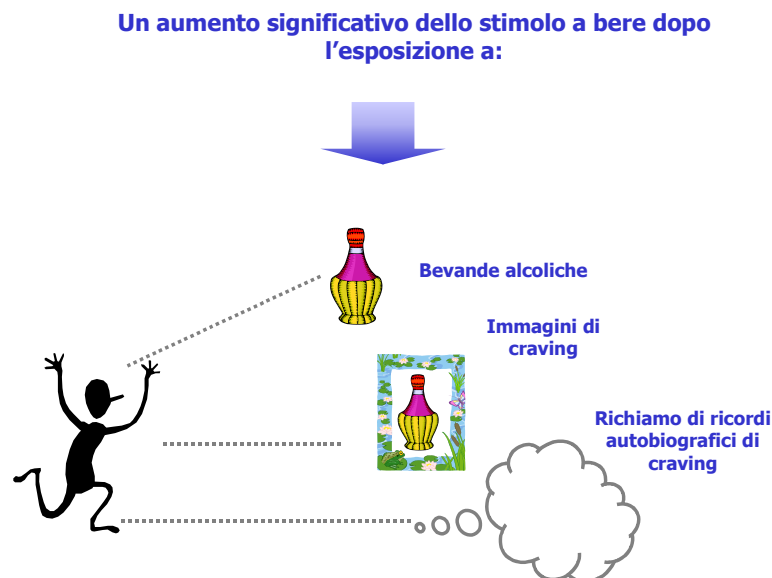 Un aumento significativo dello stimolo a bere dopo
l'esposizione a:
Bevande alcoliche
Immagini di
craving
Richiamo di ricordi
autobiografici di
craving